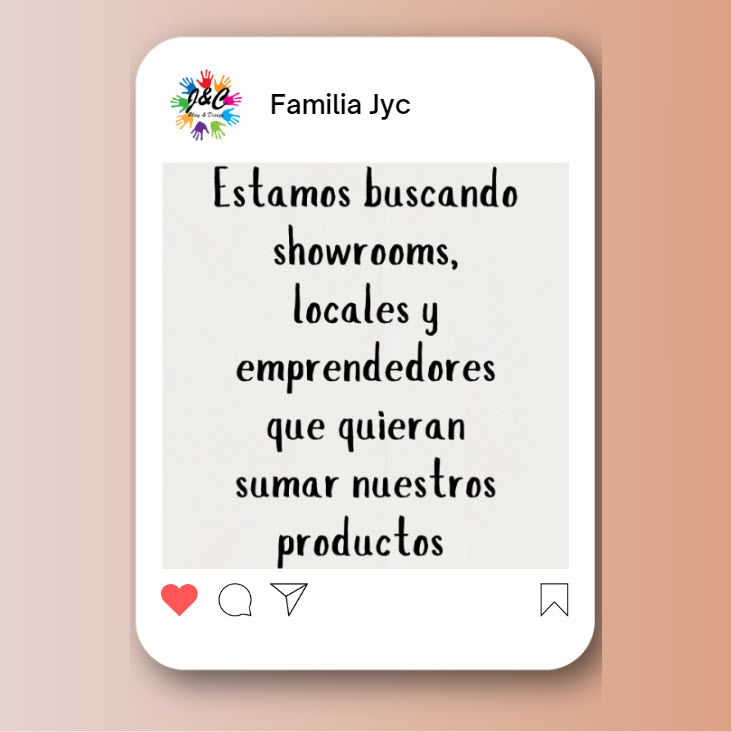 J&C
Play & Design
Familia Jyc
Estamos buscando
showrooms,
locales y
emprendedores
que quieran
sumar nuestros
productos